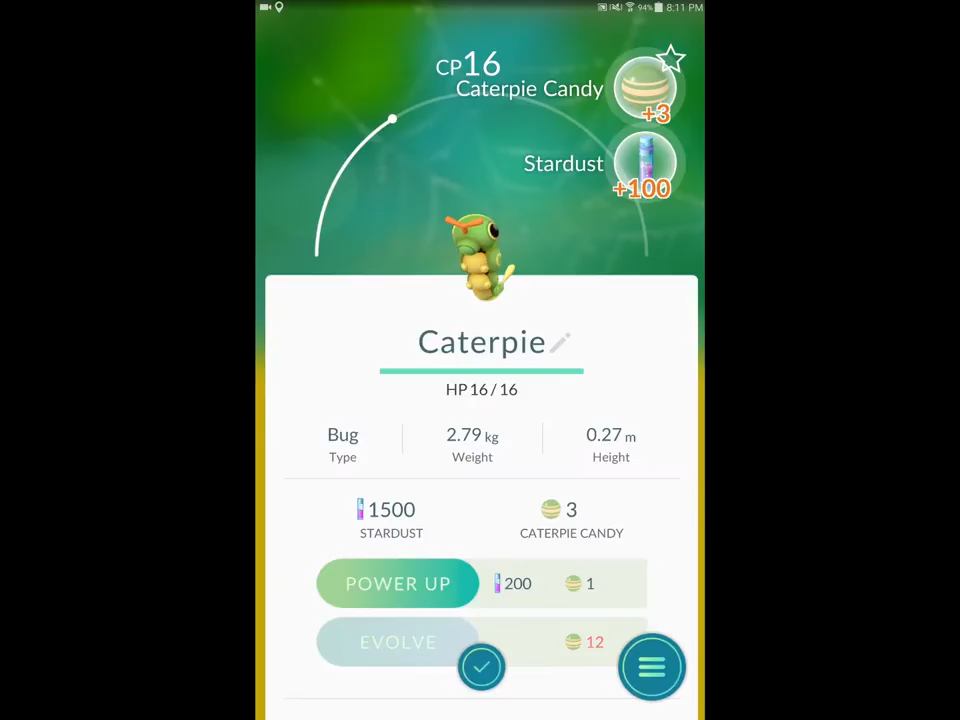 94% 8:11 PM
CP16
Caterpie Candy
+3
Stardust
+100
Caterpie
HP 16 / 16
Bug 2.79 kg 0.27 m
Type Weight Height
1500 3
STARDUST CATERPIE CANDY
POWER UP 200 1
EVOLVE 12